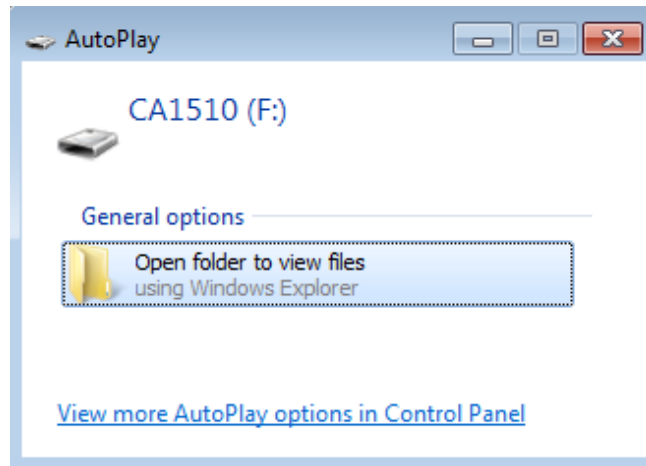 AutoPlay
CA1510 (F:)
General options
Open folder to view files
using Windows Explorer
View more AutoPlay options in Control Panel